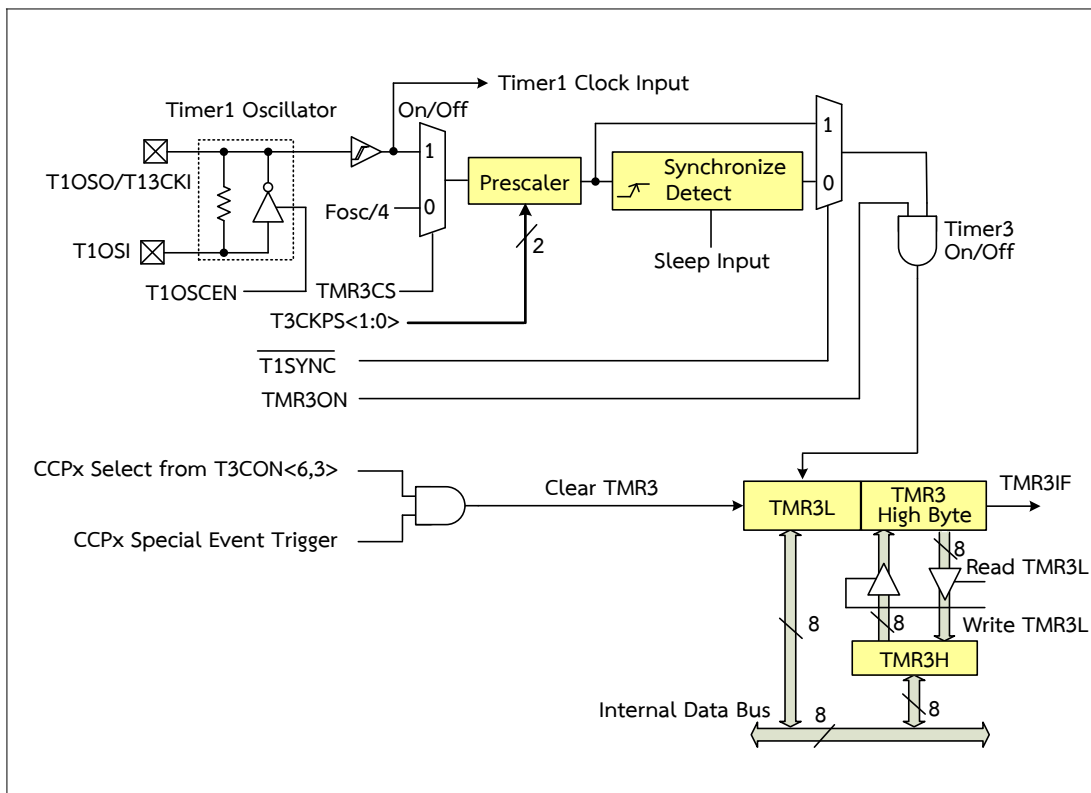 Timer1 Clock Input
Timer1 Oscillator
On/Off
1
1
T1OSO/T13CKI
Prescaler
Synchronize
Detect
0
Fosc/4
0
T1OSI
2
Sleep Input
Timer3
On/Off
T1OSCEN
TMR3CS
T3CKPS<1:0>
T1SYNC
TMR3ON
CCPx Select from T3CON<6,3>
Clear TMR3
CCPx Special Event Trigger
TMR3L
TMR3
High Byte
TMR3IF
8
Read TMR3L
8
8
Write TMR3L
TMR3H
Internal Data Bus
8
8